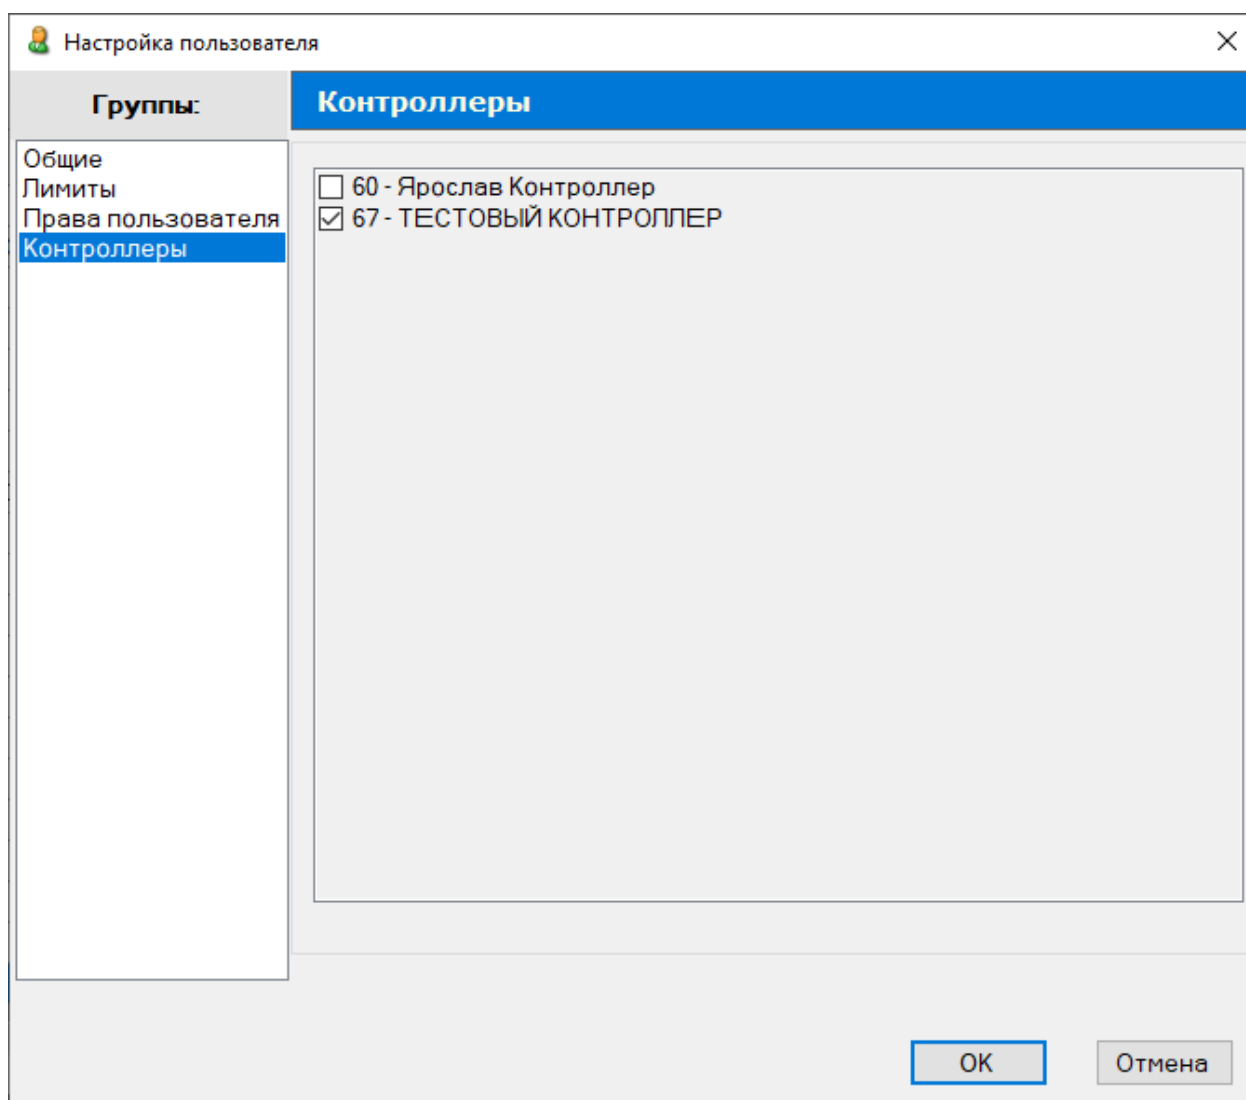 Настройка пользователя
Группы:
Контроллеры
Общие
Лимиты
Права пользователя
Контроллеры
60 - Ярослав Контроллер
67 - ТЕСТОВЫЙ КОНТРОЛЛЕР
OK
Отмена